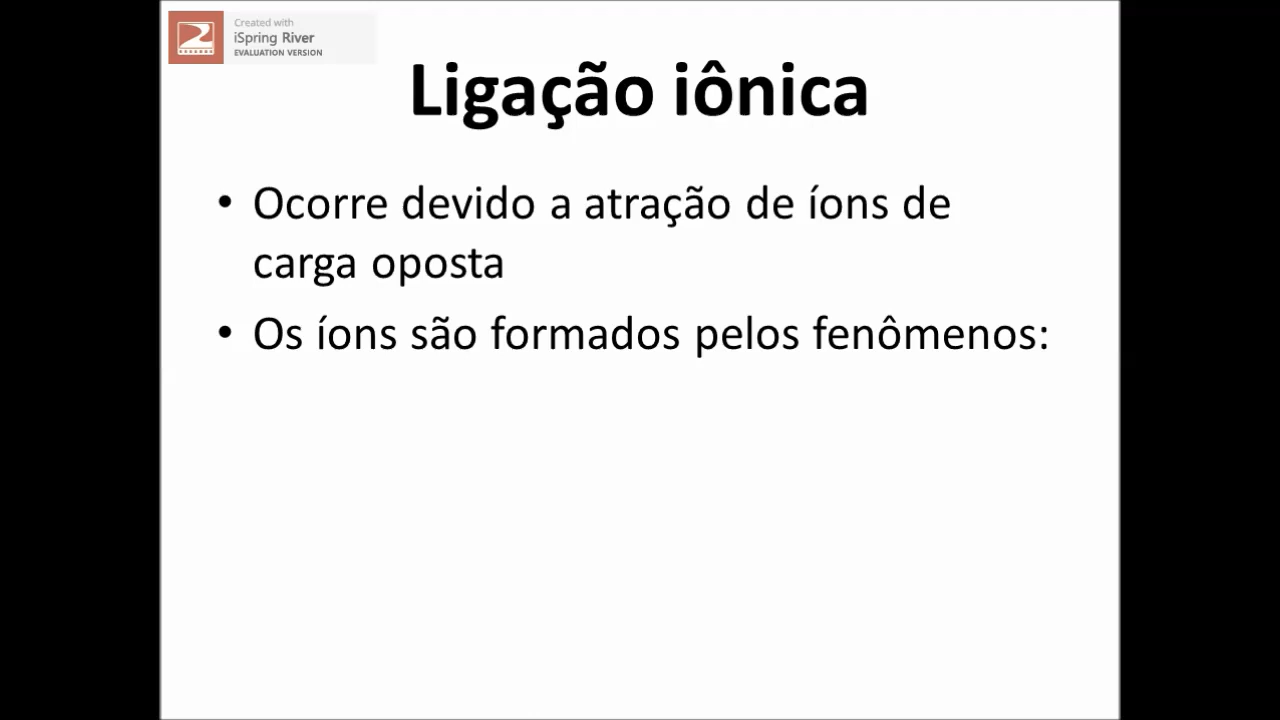 Created with
iSpring River
EVALUATION VERSION
Ligação iônica
• Ocorre devido a atração de íons de
carga oposta
• Os íons são formados pelos fenômenos: